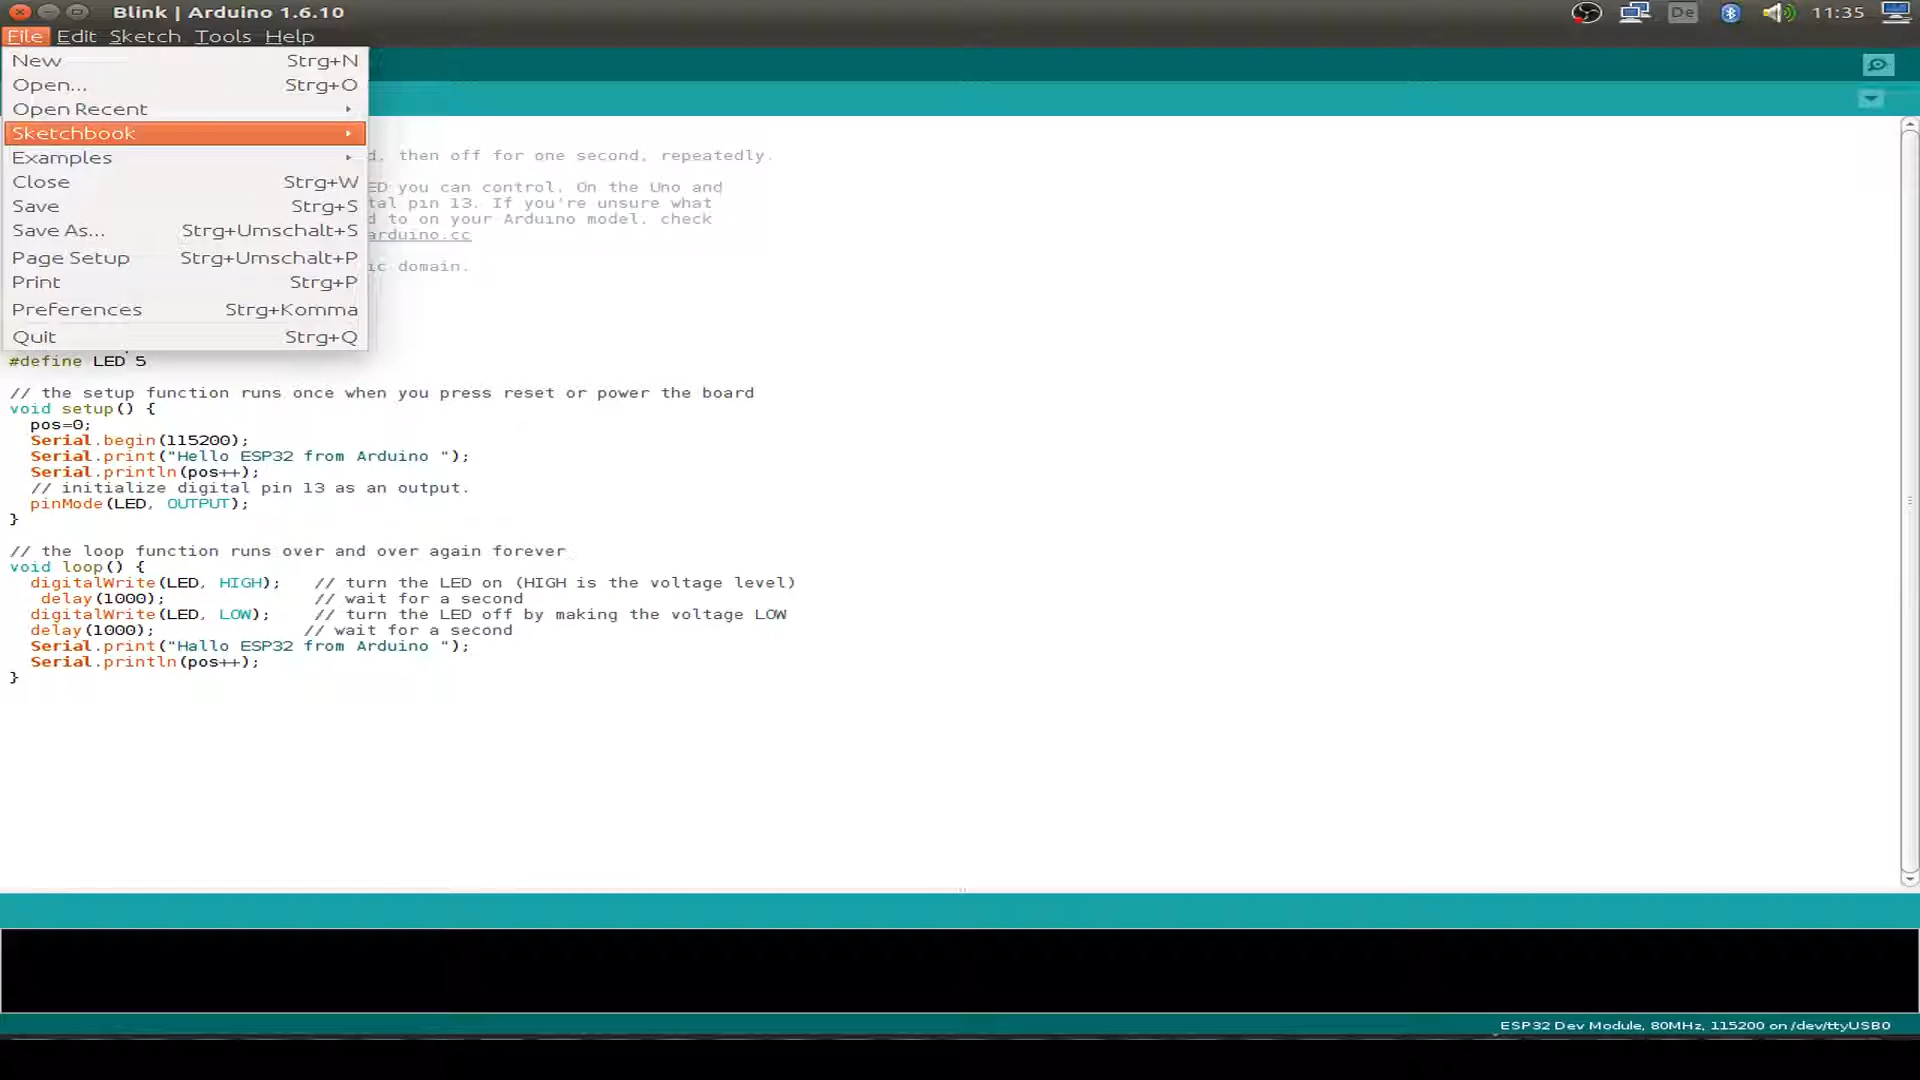 Blink | Arduino 1.6.10
De
11:35
File Edit Sketch Tools Help
New Strg+N
Open... Strg+O
Open Recent
Sketchbook
Examples
Close Strg+W
Save Strg+S
Save As... Strg+Umschalt+S
Page Setup Strg+Umschalt+P
Print Strg+P
Preferences Strg+Komma
Quit Strg+Q
d, then off for one second, repeatedly.
ED you can control. On the Uno and
tal pin 13. If you're unsure what
d to on your Arduino model, check
arduino.cc
ic domain.
#define LED 5
// the setup function runs once when you press reset or power the board
void setup() {
pos=0;
Serial.begin(115200);
Serial.print("Hello ESP32 from Arduino ");
Serial.println(pos++);
// initialize digital pin 13 as an output.
pinMode(LED, OUTPUT);
}
// the loop function runs over and over again forever
void loop() {
digitalWrite(LED, HIGH); // turn the LED on (HIGH is the voltage level)
delay(1000); // wait for a second
digitalWrite(LED, LOW); // turn the LED off by making the voltage LOW
delay(1000); // wait for a second
Serial.print("Hallo ESP32 from Arduino ");
Serial.println(pos++);
}
ESP32 Dev Module, 80MHz, 115200 on /dev/ttyUSB0